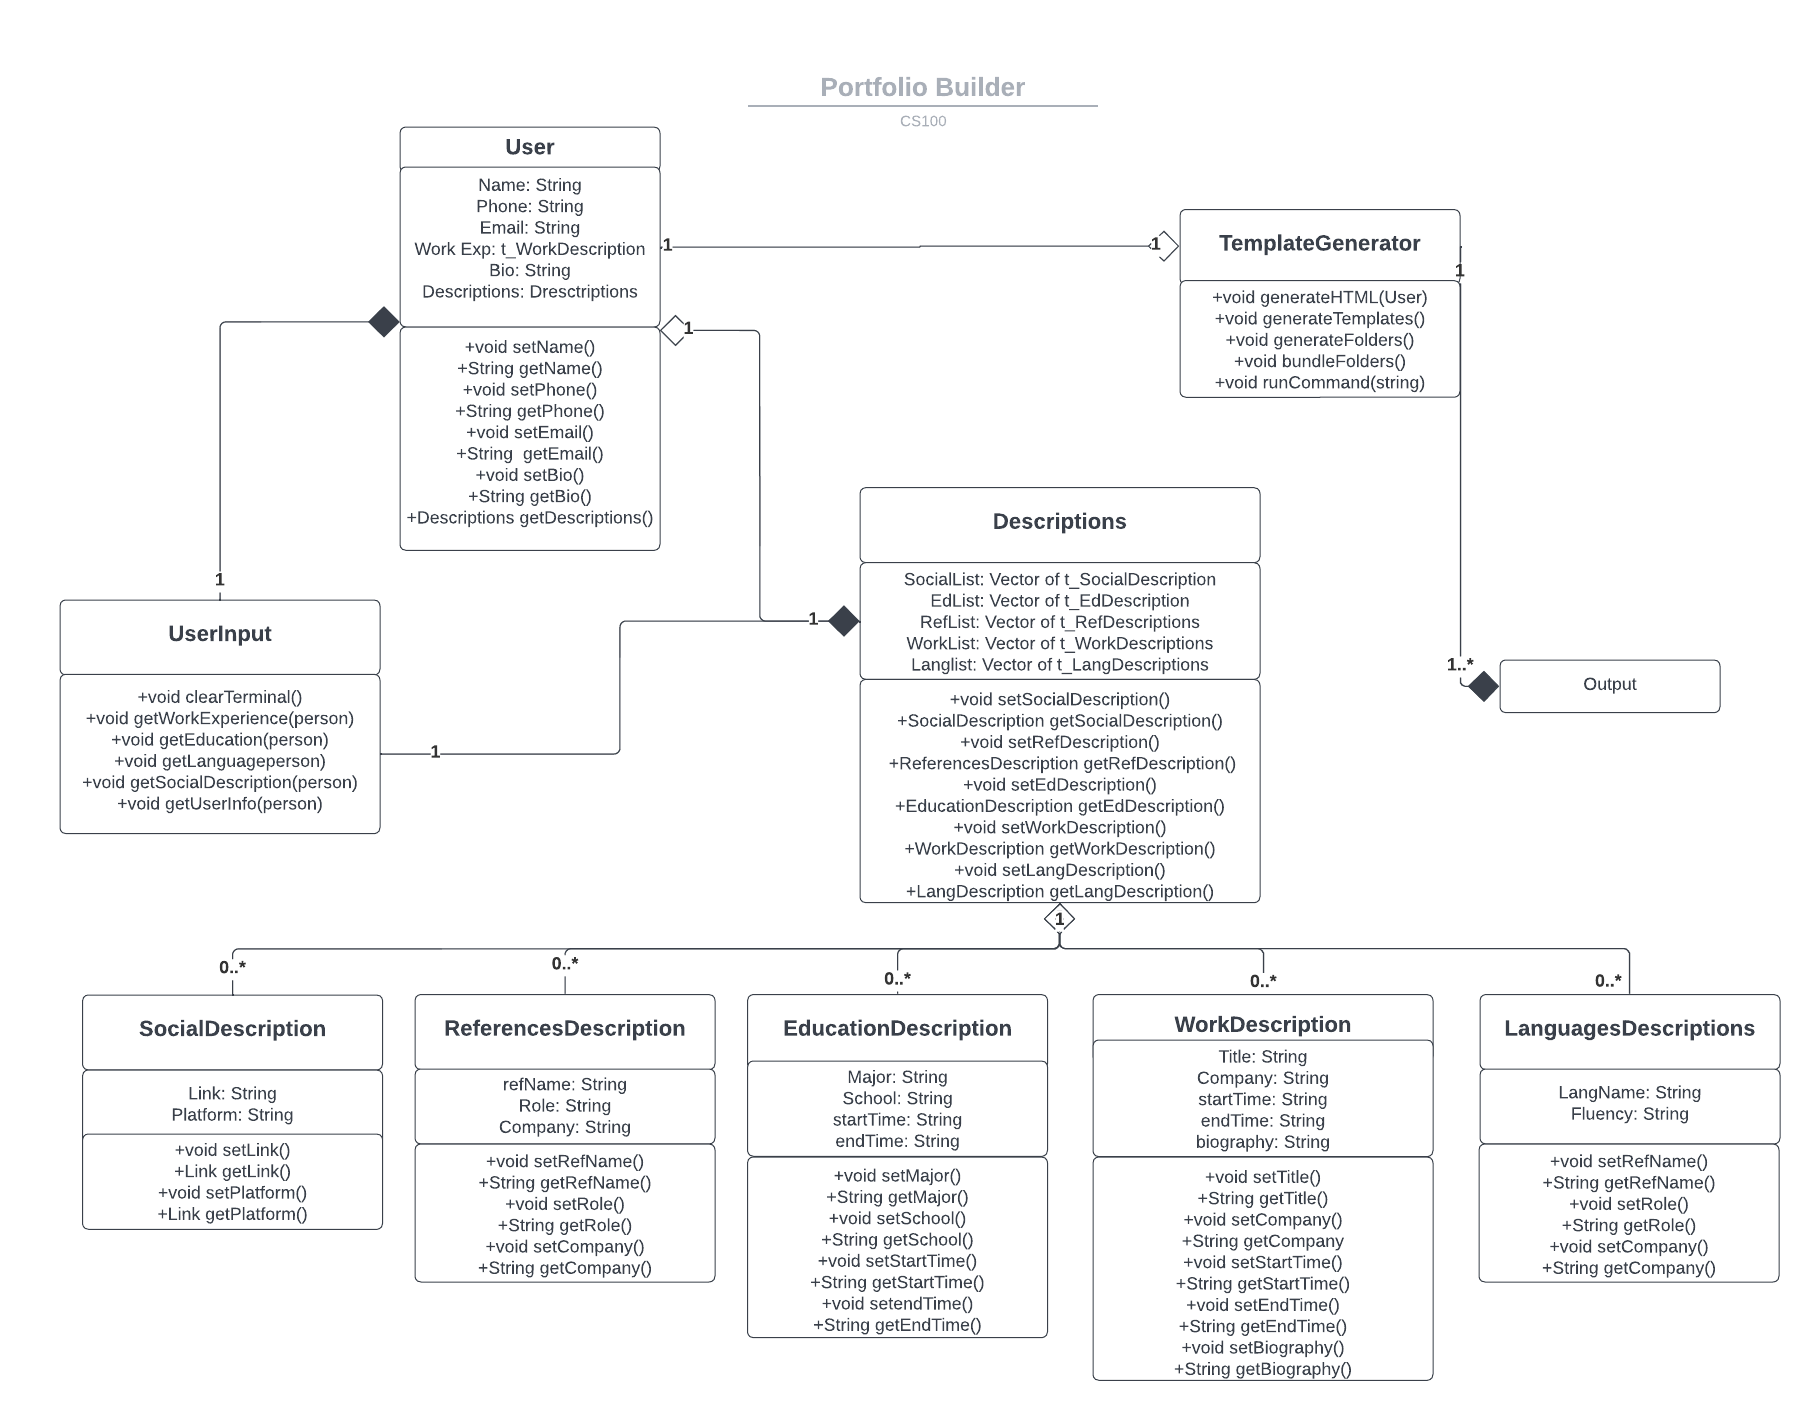 Portfolio Builder
CS100
User
Name: String
Phone: String
Email: String
Work Exp: t_WorkDescription
Bio: String
Descriptions: Dresctriptions
+void setName()
+String getName()
+void setPhone()
+String getPhone()
+void setEmail()
+String  getEmail()
+void setBio()
+String getBio()
+Descriptions getDescriptions()
1
1
TemplateGenerator
1
+void generateHTML(User)
+void generateTemplates()
+void generateFolders()
+void bundleFolders()
+void runCommand(string)
1
1
UserInput
+void clearTerminal()
+void getWorkExperience(person)
+void getEducation(person)
+void getLanguageperson)
+void getSocialDescription(person)
+void getUserInfo(person)
1
1
Descriptions
SocialList: Vector of t_SocialDescription
EdList: Vector of t_EdDescription
RefList: Vector of t_RefDescriptions
WorkList: Vector of t_WorkDescriptions
Langlist: Vector of t_LangDescriptions
+void setSocialDescription()
+SocialDescription getSocialDescription()
+void setRefDescription()
+ReferencesDescription getRefDescription()
+void setEdDescription()
+EducationDescription getEdDescription()
+void setWorkDescription()
+WorkDescription getWorkDescription()
+void setLangDescription()
+LangDescription getLangDescription()
1..*
Output
1
0..*
0..*
0..*
0..*
0..*
SocialDescription
Link: String
Platform: String
+void setLink()
+Link getLink()
+void setPlatform()
+Link getPlatform()
ReferencesDescription
refName: String
Role: String
Company: String
+void setRefName()
+String getRefName()
+void setRole()
+String getRole()
+void setCompany()
+String getCompany()
EducationDescription
Major: String
School: String
startTime: String
endTime: String
+void setMajor()
+String getMajor()
+void setSchool()
+String getSchool()
+void setStartTime()
+String getStartTime()
+void setendTime()
+String getEndTime()
WorkDescription
Title: String
Company: String
startTime: String
endTime: String
biography: String
+void setTitle()
+String getTitle()
+void setCompany()
+String getCompany
+void setStartTime()
+String getStartTime()
+void setEndTime()
+String getEndTime()
+void setBiography()
+String getBiography()
LanguagesDescriptions
LangName: String
Fluency: String
+void setRefName()
+String getRefName()
+void setRole()
+String getRole()
+void setCompany()
+String getCompany()